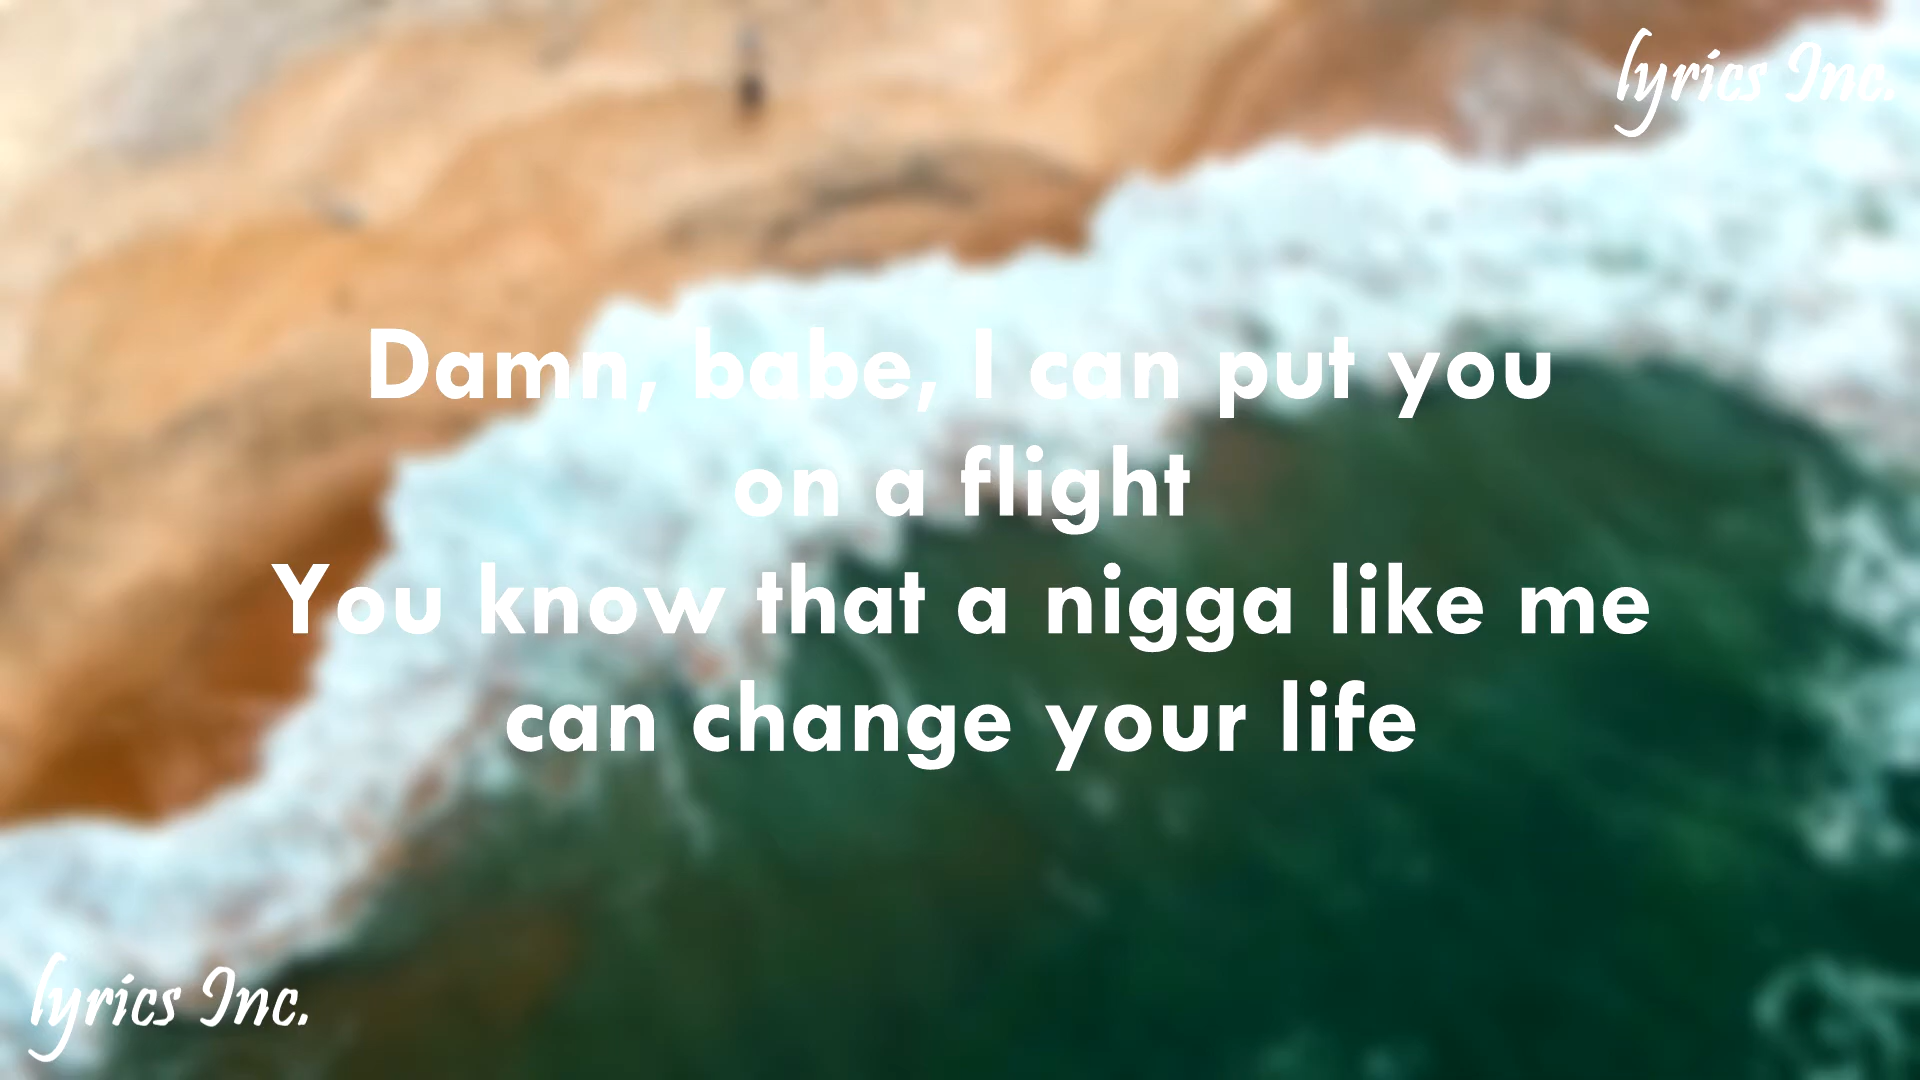 lyrics Inc.
Damn, babe, I can put you
on a flight
You know that a nigga like me
can change your life
lyrics Inc.